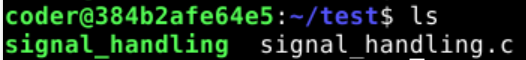 coder@384b2afe64e5:~/test$ ls
signal_handling  signal_handling.c